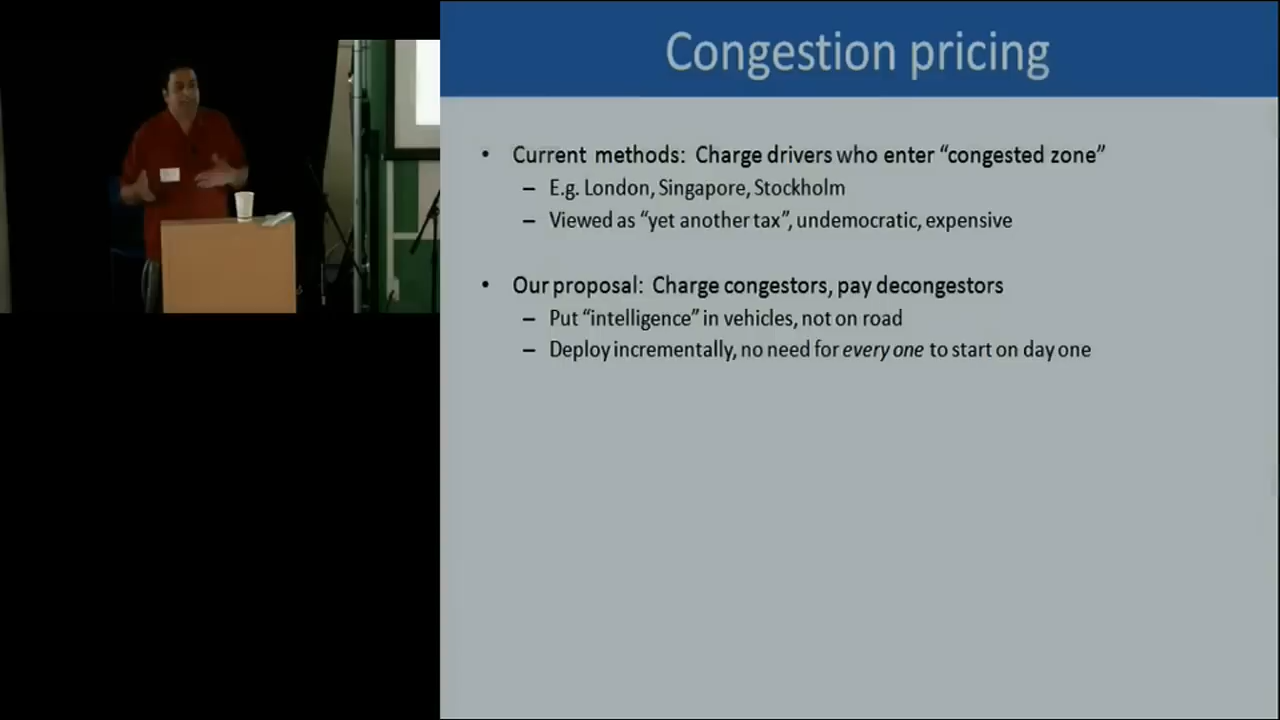 Congestion pricing
• Current methods: Charge drivers who enter “congested zone”
– E.g. London, Singapore, Stockholm
– Viewed as “yet another tax”, undemocratic, expensive
• Our proposal: Charge congestors, pay decongestors
– Put “intelligence” in vehicles, not on road
– Deploy incrementally, no need for every one to start on day one